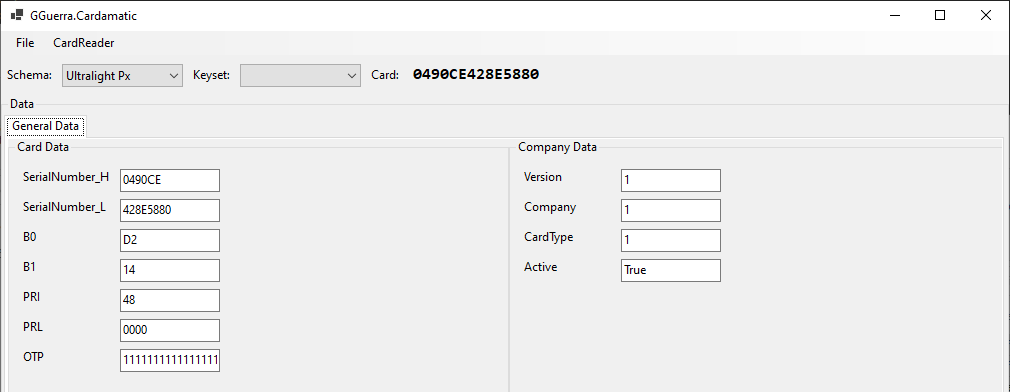 GGuerra.Cardamatic
File CardReader
Schema: Ultralight Px Keyset: Card: 0490CE428E5880
Data
General Data
Card Data
SerialNumber_H 0490CE
SerialNumber_L 428E5880
B0 D2
B1 14
PRI 48
PRL 0000
OTP 1111111111111111
Company Data
Version 1
Company 1
CardType 1
Active True